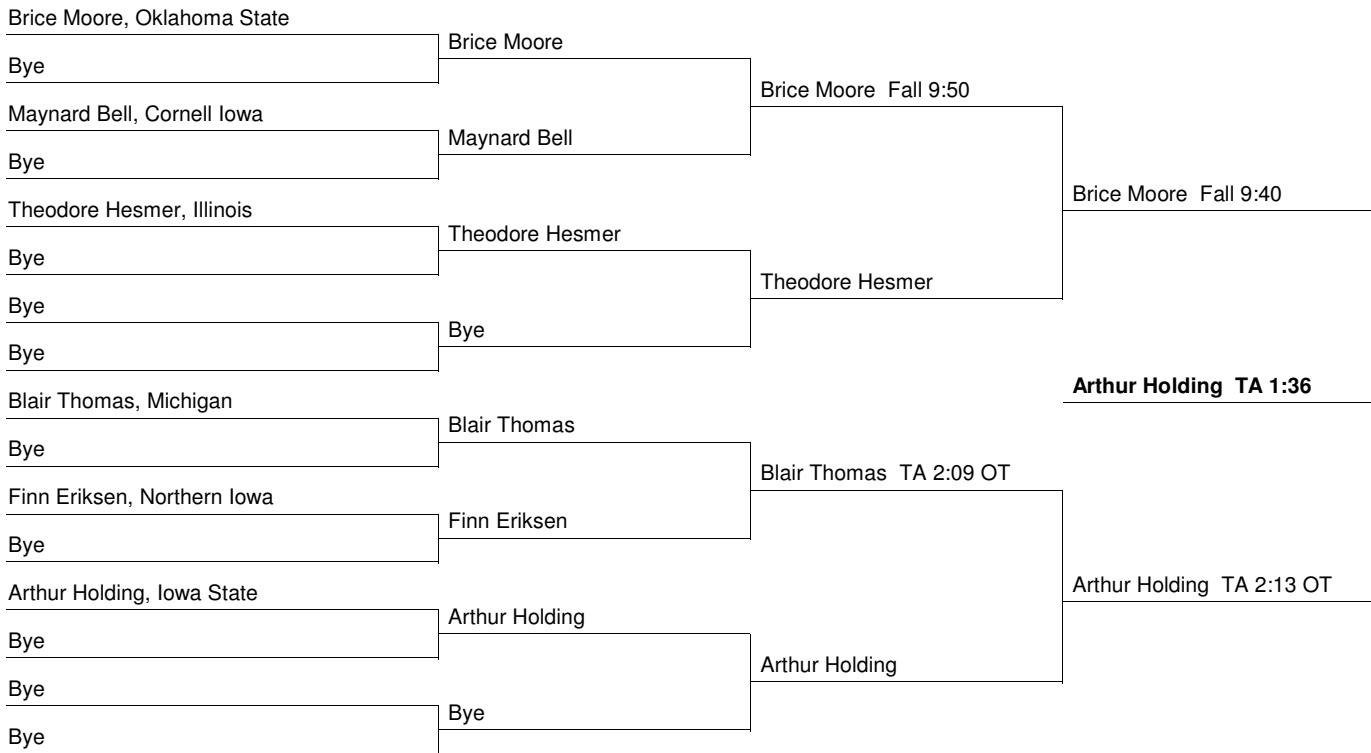 Brice Moore, Oklahoma State
Bye
Maynard Bell, Cornell Iowa
Bye
Theodore Hesmer, Illinois
Bye
Bye
Bye
Blair Thomas, Michigan
Bye
Finn Eriksen, Northern Iowa
Bye
Arthur Holding, Iowa State
Bye
Bye
Bye
Brice Moore
Maynard Bell
Theodore Hesmer
Bye
Blair Thomas
Finn Eriksen
Arthur Holding
Bye
Brice Moore Fall 9:50
Theodore Hesmer
Blair Thomas TA 2:09 OT
Arthur Holding
Brice Moore Fall 9:40
Arthur Holding TA 1:36
Arthur Holding TA 2:13 OT